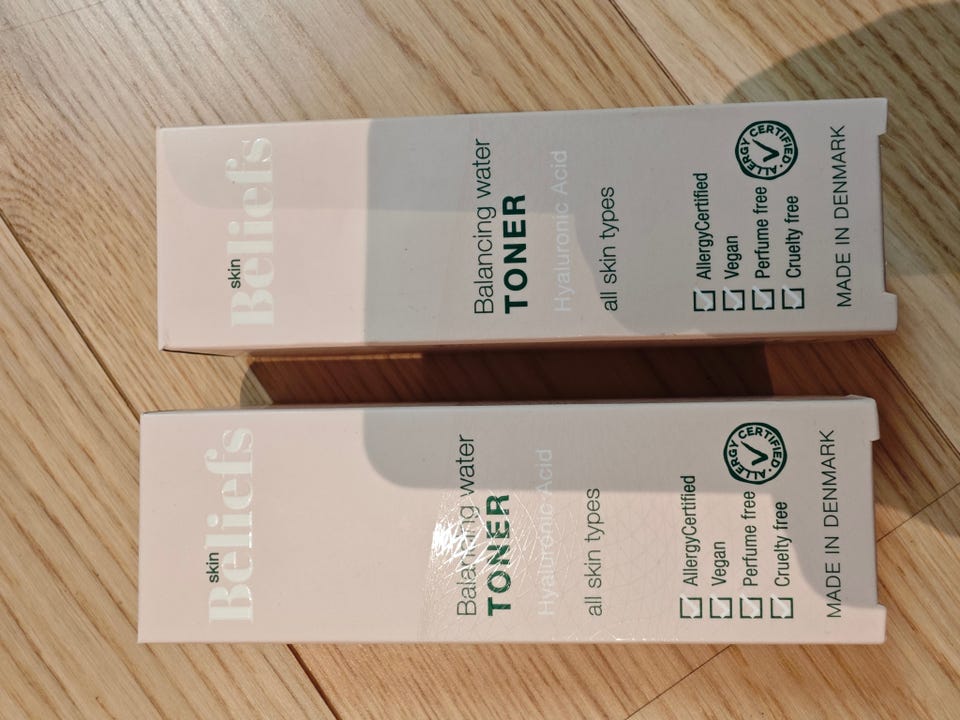 skin
Beliefs
Balancing water
TONER
Hyaluronic Acid
all skin types
AllergyCertified
Vegan
Perfume free
Cruelty free
ALLERGY CERTIFIED
MADE IN DENMARK
skin
Beliefs
Balancing water
TONER
Hyaluronic Acid
all skin types
AllergyCertified
Vegan
Perfume free
Cruelty free
ALLERGY CERTIFIED
MADE IN DENMARK